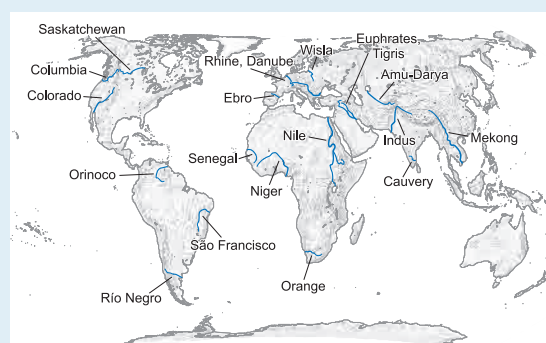 Saskatchewan
Columbia
Colorado
Orinoco
São Francisco
Río Negro
Rhine, Danube
Ebro
Wisla
Euphrates,
Tigris
Amu-Darya
Nile
Senegal
Niger
Orange
Indus
Cauvery
Mekong